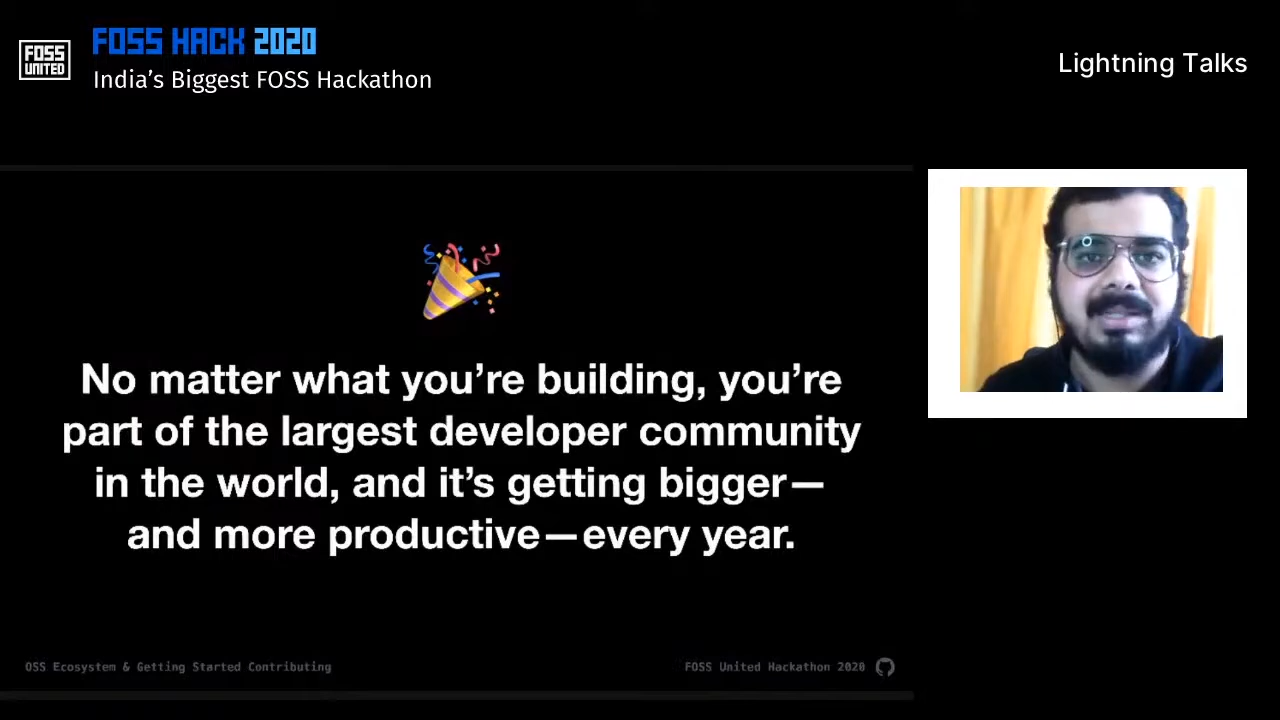 FOSS
UNITED
FOSS HACK 2020
India’s Biggest FOSS Hackathon
Lightning Talks
No matter what you’re building, you’re
part of the largest developer community
in the world, and it’s getting bigger—
and more productive—every year.
OSS Ecosystem & Getting Started Contributing
FOSS United Hackathon 2020